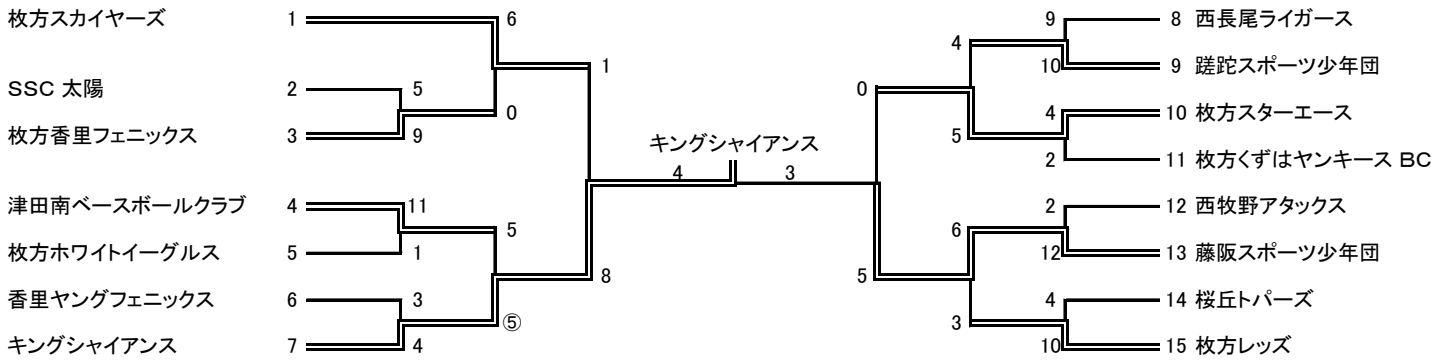 枚方スカイヤーズ 1 6
SSC 太陽 2 5
枚方香里フェニックス 3 9
0
1
津田南ベースボールクラブ 4 11
枚方ホワイトイーグルス 5 1
5
香里ヤングフェニックス 6 3
キングシャイアンス 7 4
⑤
8
キングシャイアンス
4 3
9 8 西長尾ライガース
10 9 蹉跎スポーツ少年団
4
4 10 枚方スターエース
2 11 枚方くずはヤンキース BC
5
0
2 12 西牧野アタックス
12 13 藤阪スポーツ少年団
6
4 14 桜丘トパーズ
10 15 枚方レッズ
3
5